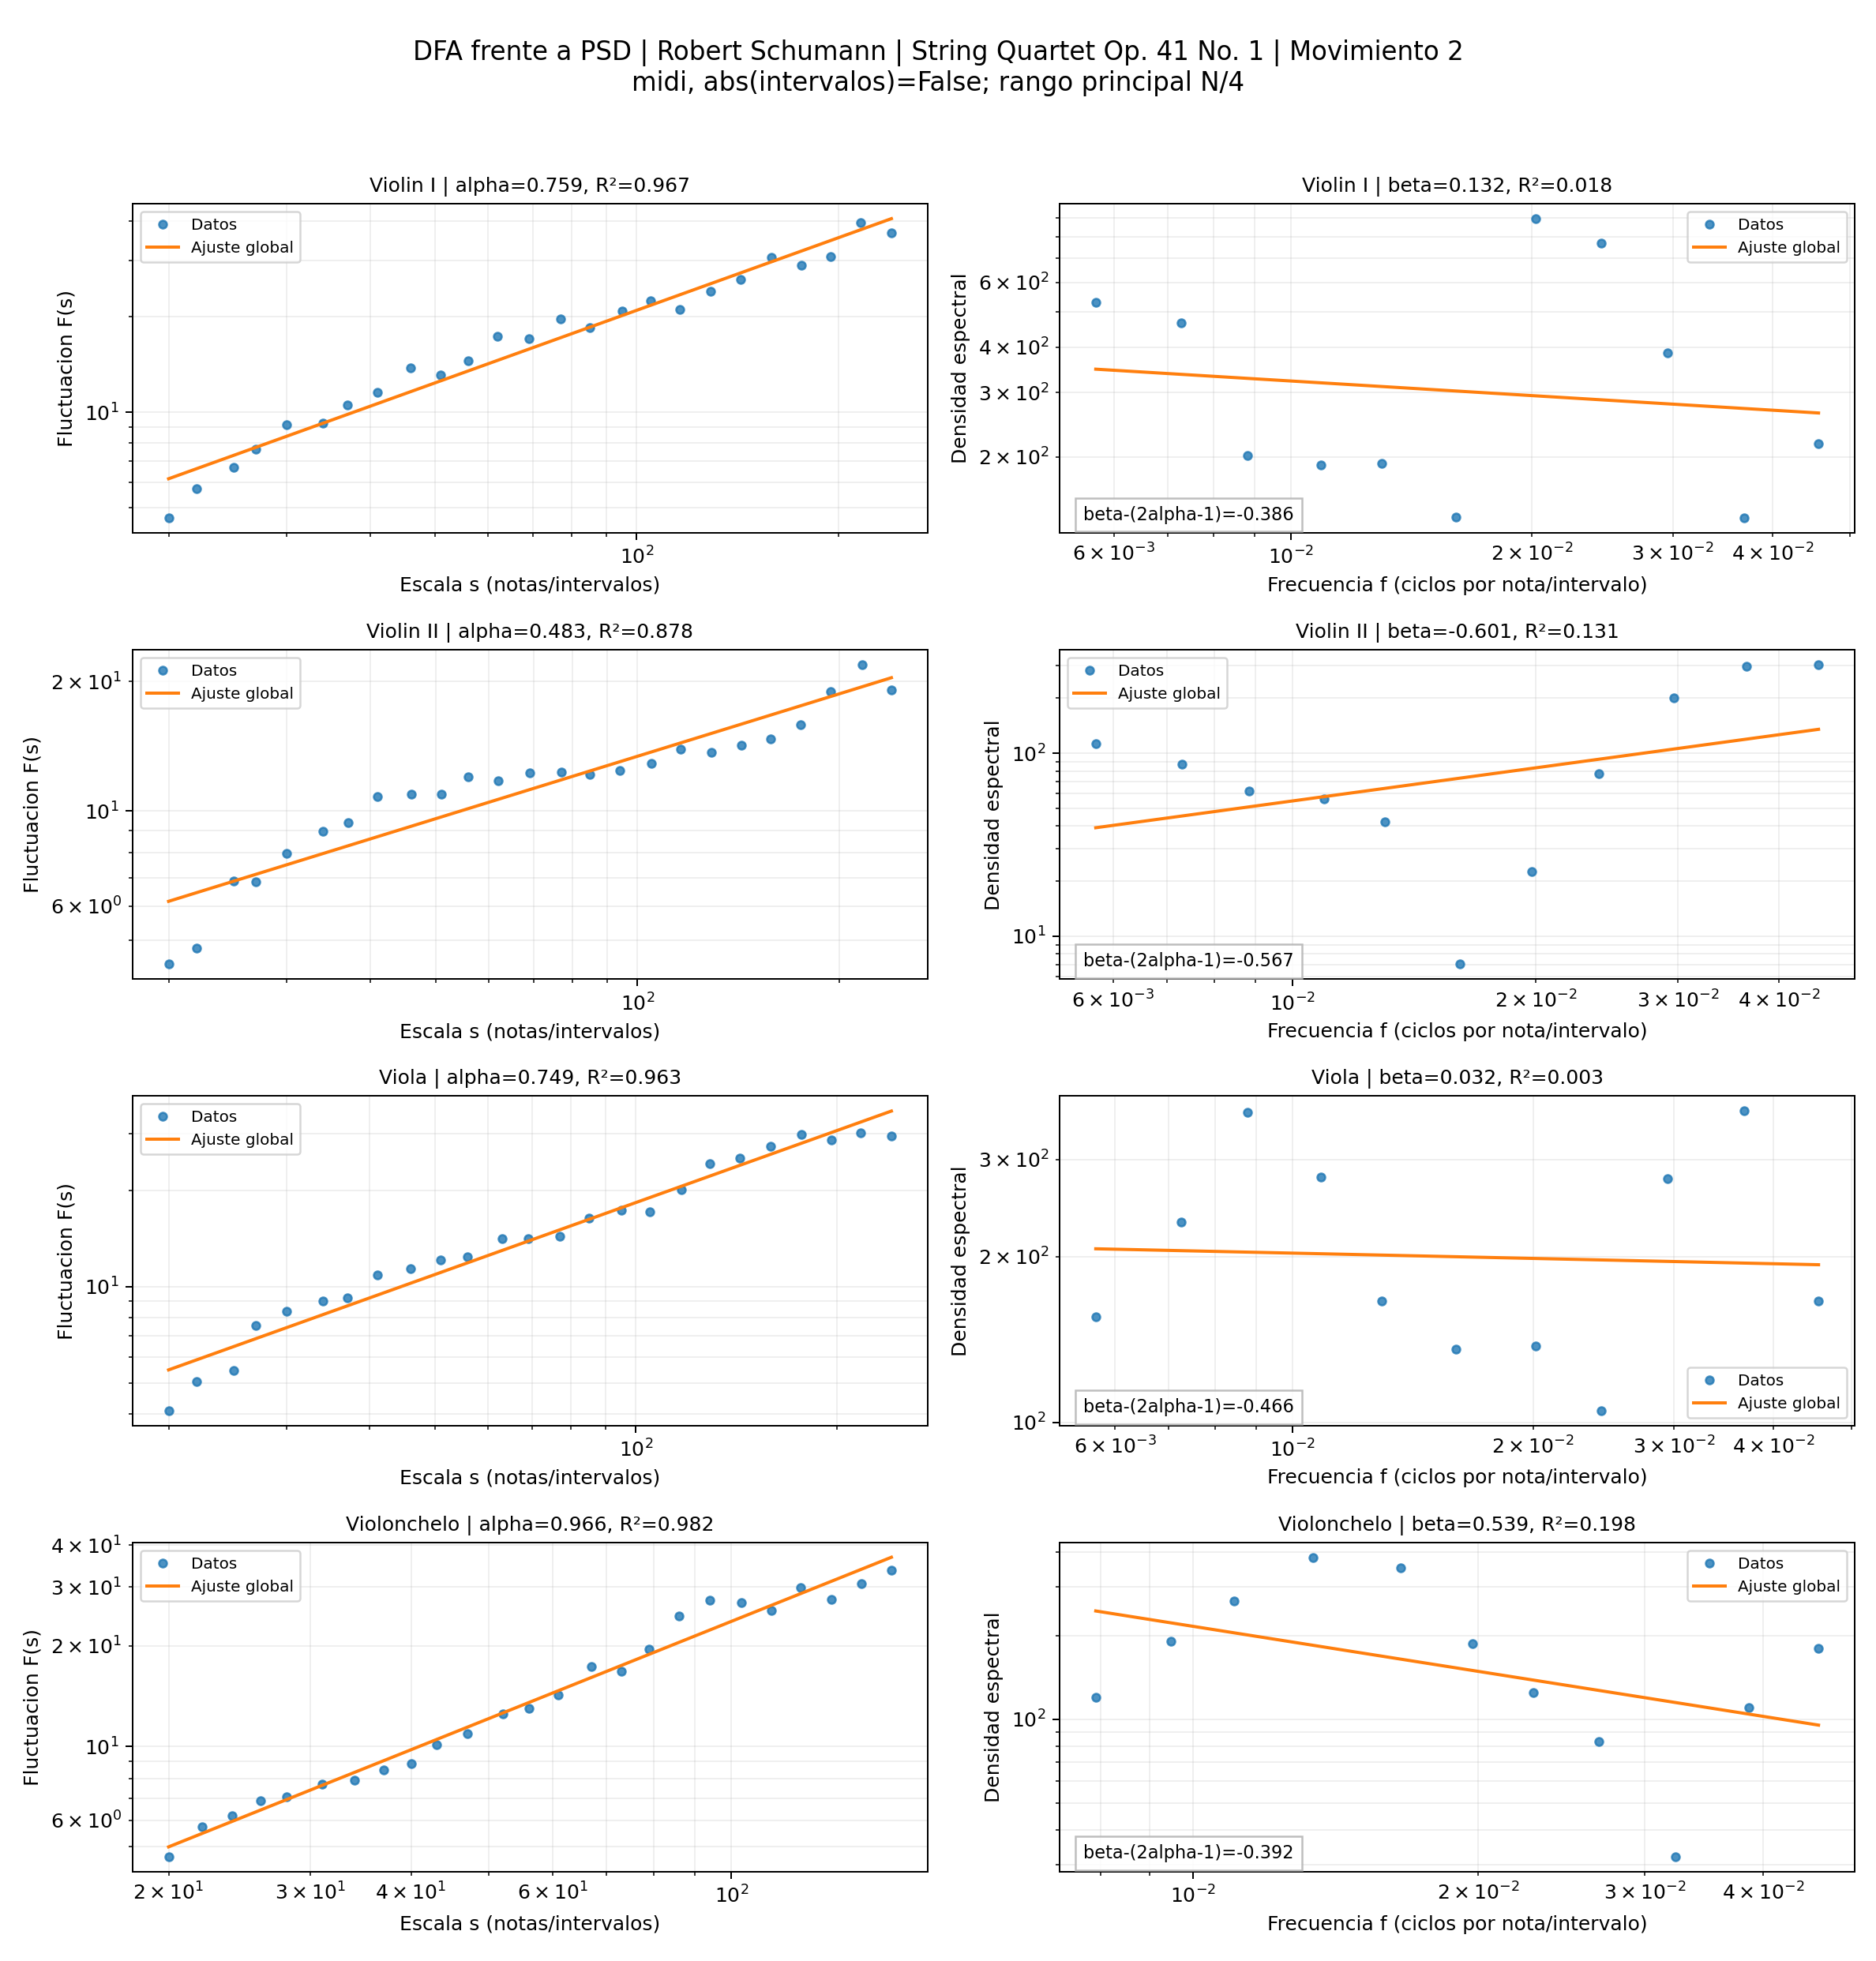 DFA frente a PSD | Robert Schumann | String Quartet Op. 41 No. 1 | Movimiento 2
midi, abs(intervalos)=False; rango principal N/4
Violin I | alpha=0.759, R²=0.967
Datos
Ajuste global
Fluctuacion F(s)
10¹
10²
Escala s (notas/intervalos)
Violin I | beta=0.132, R²=0.018
Datos
Ajuste global
Densidad espectral
6 × 10²
4 × 10²
3 × 10²
2 × 10²
beta-(2alpha-1)=-0.386
6 × 10⁻³
10⁻²
2 × 10⁻²
3 × 10⁻²
4 × 10⁻²
Frecuencia f (ciclos por nota/intervalo)
Violin II | alpha=0.483, R²=0.878
Datos
Ajuste global
Fluctuacion F(s)
2 × 10¹
10¹
6 × 10⁰
10²
Escala s (notas/intervalos)
Violin II | beta=-0.601, R²=0.131
Datos
Ajuste global
Densidad espectral
10²
10¹
beta-(2alpha-1)=-0.567
6 × 10⁻³
10⁻²
2 × 10⁻²
3 × 10⁻²
4 × 10⁻²
Frecuencia f (ciclos por nota/intervalo)
Viola | alpha=0.749, R²=0.963
Datos
Ajuste global
Fluctuacion F(s)
10¹
10²
Escala s (notas/intervalos)
Viola | beta=0.032, R²=0.003
Datos
Ajuste global
Densidad espectral
3 × 10²
2 × 10²
10²
beta-(2alpha-1)=-0.466
6 × 10⁻³
10⁻²
2 × 10⁻²
3 × 10⁻²
4 × 10⁻²
Frecuencia f (ciclos por nota/intervalo)
Violonchelo | alpha=0.966, R²=0.982
Datos
Ajuste global
Fluctuacion F(s)
4 × 10¹
3 × 10¹
2 × 10¹
10¹
6 × 10⁰
2 × 10¹
3 × 10¹
4 × 10¹
6 × 10¹
10²
Escala s (notas/intervalos)
Violonchelo | beta=0.539, R²=0.198
Datos
Ajuste global
Densidad espectral
10²
beta-(2alpha-1)=-0.392
10⁻²
2 × 10⁻²
3 × 10⁻²
4 × 10⁻²
Frecuencia f (ciclos por nota/intervalo)